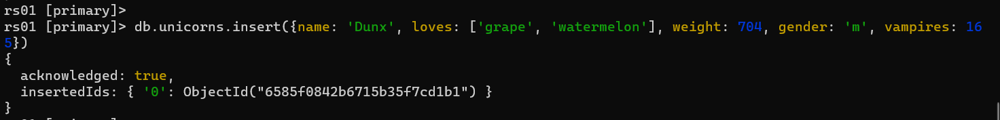 rs01 [primary]>
rs01 [primary]> db.unicorns.insert({name: 'Dunx', loves: ['grape', 'watermelon'], weight: 704, gender: 'm', vampires: 16
5})
{
  acknowledged: true,
  insertedIds: { '0': ObjectId("6585f0842b6715b35f7cd1b1") }
}